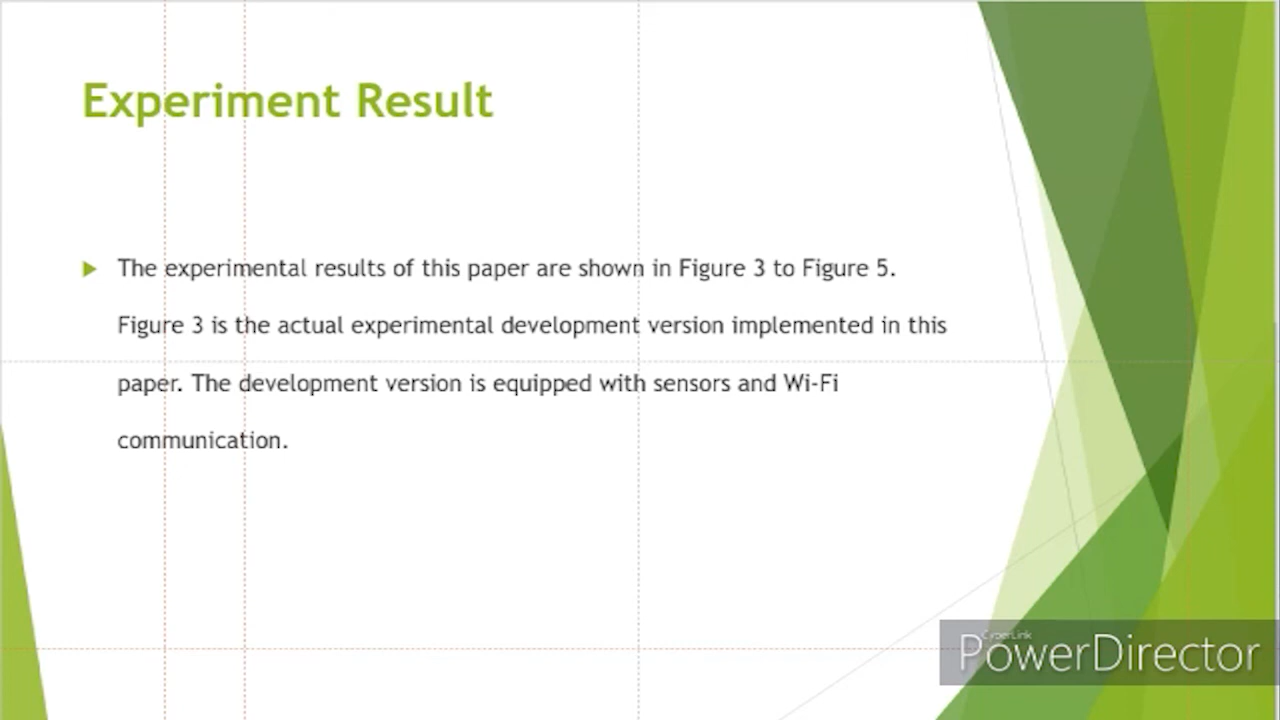 Experiment Result
The experimental results of this paper are shown in Figure 3 to Figure 5.
Figure 3 is the actual experimental development version implemented in this
paper. The development version is equipped with sensors and Wi-Fi
communication.
CyberLink
PowerDirector